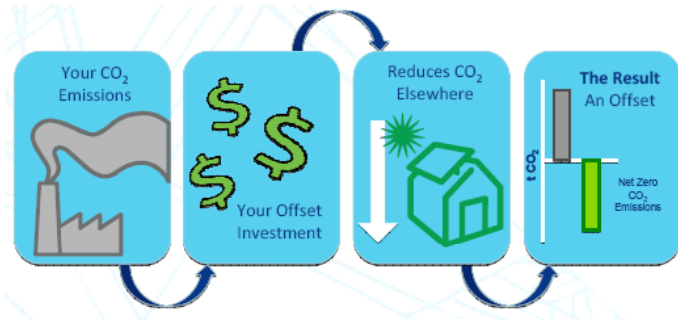 Your CO₂
Emissions
$
$
$
Your Offset
Investment
Reduces CO₂
Elsewhere
The Result
An Offset
t CO₂
Net Zero
CO₂
Emissions